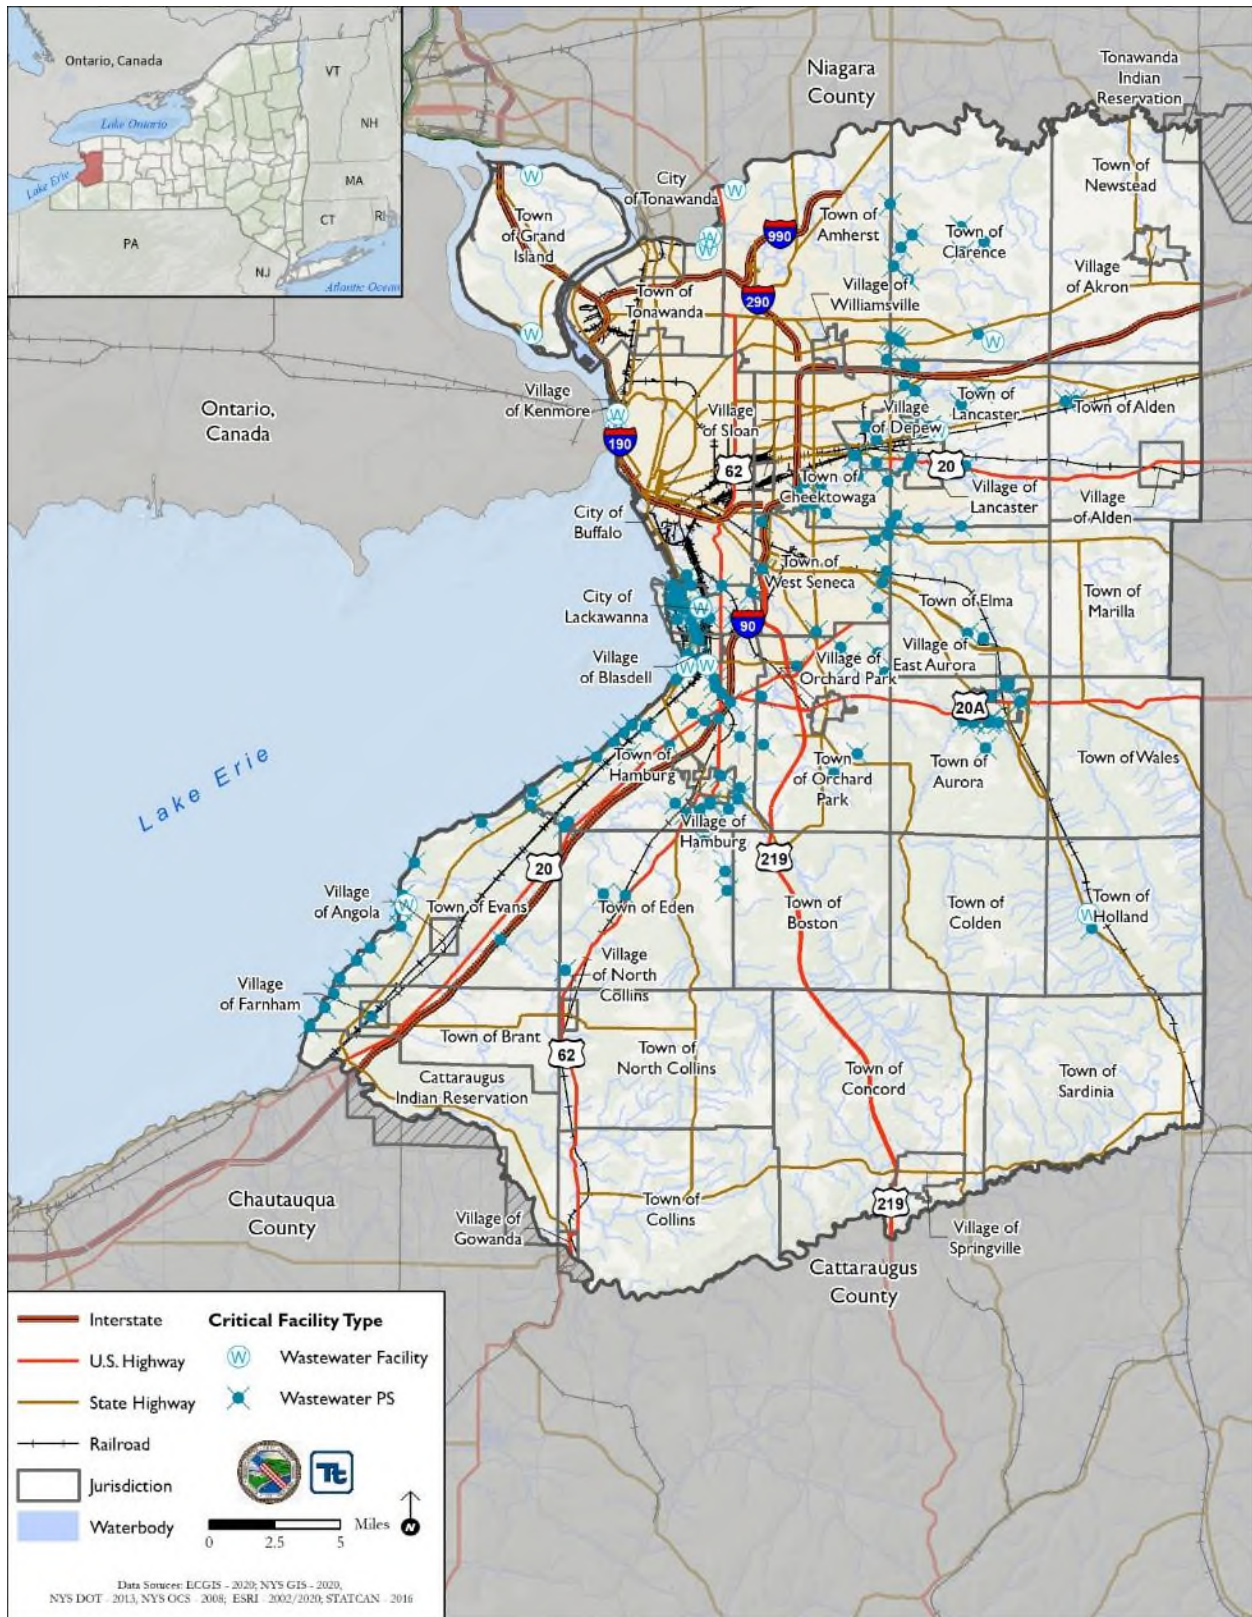 Ontario, Canada
VT
Lake Ontario
NH
Lake Erie
MA
CT
RI
PA
NJ
Atlantic Ocean
Niagara
County
Tonawanda
Indian
Reservation
Town of
Newstead
City
of Tonawanda
Town
of Grand
Island
990
Town of
Amherst
Town of
Clarence
Village
of Akron
Village of
Williamsville
290
Town of
Tonawanda
Village
of Kenmore
Ontario,
Canada
190
Village
of Sloan
Village
of Depew
Town of
Lancaster
Town of Alden
62
20
Town of
Cheektowaga
Village of
Lancaster
Village
of Alden
City of
Buffalo
Town of
West Seneca
City of
Lackawanna
90
Town of Elma
Town of
Marilla
Village
of Blasdell
Village of
Orchard Park
Village of
East Aurora
20A
Town of
Hamburg
Town
of Orchard
Park
Town of
Aurora
Town of Wales
Lake Erie
Village of
Hamburg
20
219
Village
of Angola
Town of Evans
Town of Eden
Town of
Boston
Town of
Colden
Town of
Holland
Village
of North
Collins
Village
of Farnham
Town of Brant
62
Town of
North Collins
Town of
Concord
Town of
Sardinia
Cattaraugus
Indian Reservation
Chautauqua
County
Village of
Gowanda
Town of
Collins
219
Village of
Springville
Cattaraugus
County
W
W
W
W
W
W
W
W
W
W
W
W
W
Interstate
U.S. Highway
State Highway
Railroad
Jurisdiction
Waterbody
Critical Facility Type
W Wastewater Facility
Wastewater PS
Tt
N
Miles
0 2.5 5
Data Sources: ECGIS - 2020; NYS GIS - 2020,
NYS DOT - 2013, NYS OCS - 2008; ESRI - 2002/2020; STATCAN - 2016